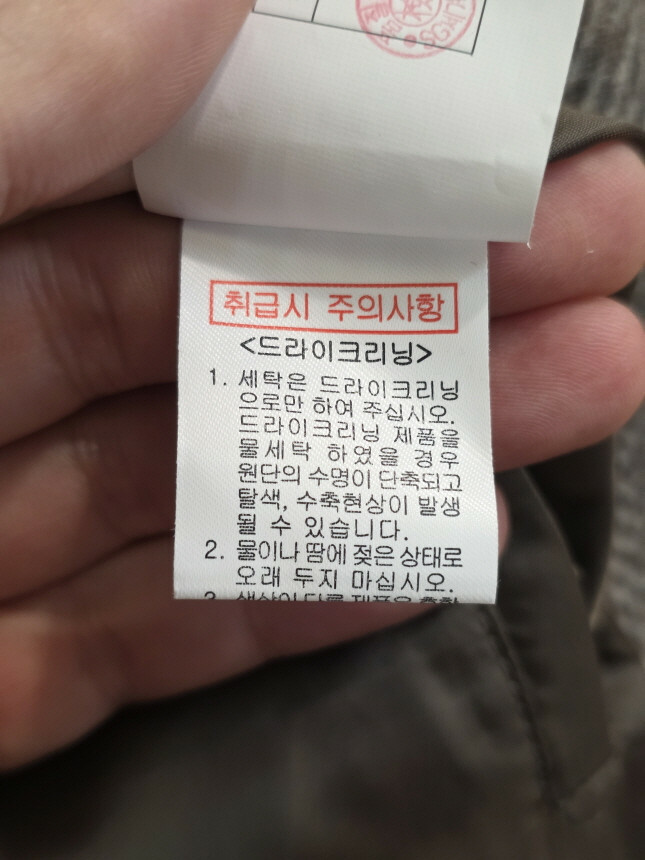 취급시 주의사항
<드라이크리닝>
1. 세탁은 드라이크리닝
으로만 하여 주십시오.
드라이크리닝 제품을
물세탁 하였을 경우
원단의 수명이 단축되고
탈색, 수축현상이 발생
될 수 있습니다.
2. 물이나 땀에 젖은 상태로
오래 두지 마십시오.